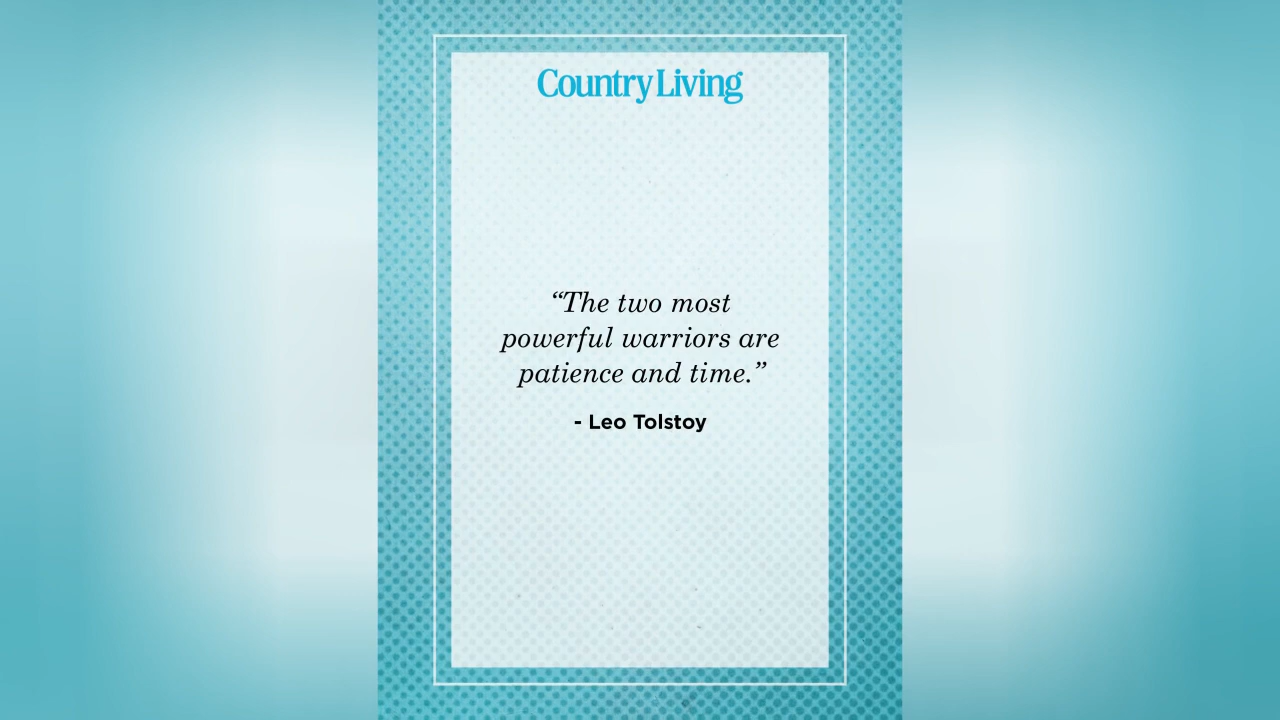 Country Living
“The two most
powerful warriors are
patience and time.”
- Leo Tolstoy